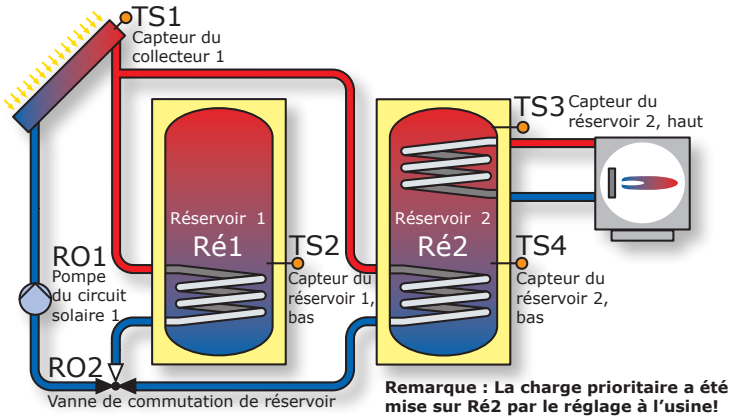 TS1
Capteur du
collecteur 1
TS3
Capteur du
réservoir 2, haut
Réservoir 1
Ré1
Réservoir 2
Ré2
TS2
Capteur du
réservoir 1,
bas
TS4
Capteur du
réservoir 2,
bas
RO1
Pompe
du circuit
solaire 1
RO2
Vanne de commutation de réservoir
Remarque : La charge prioritaire a été
mise sur Ré2 par le réglage à l’usine!